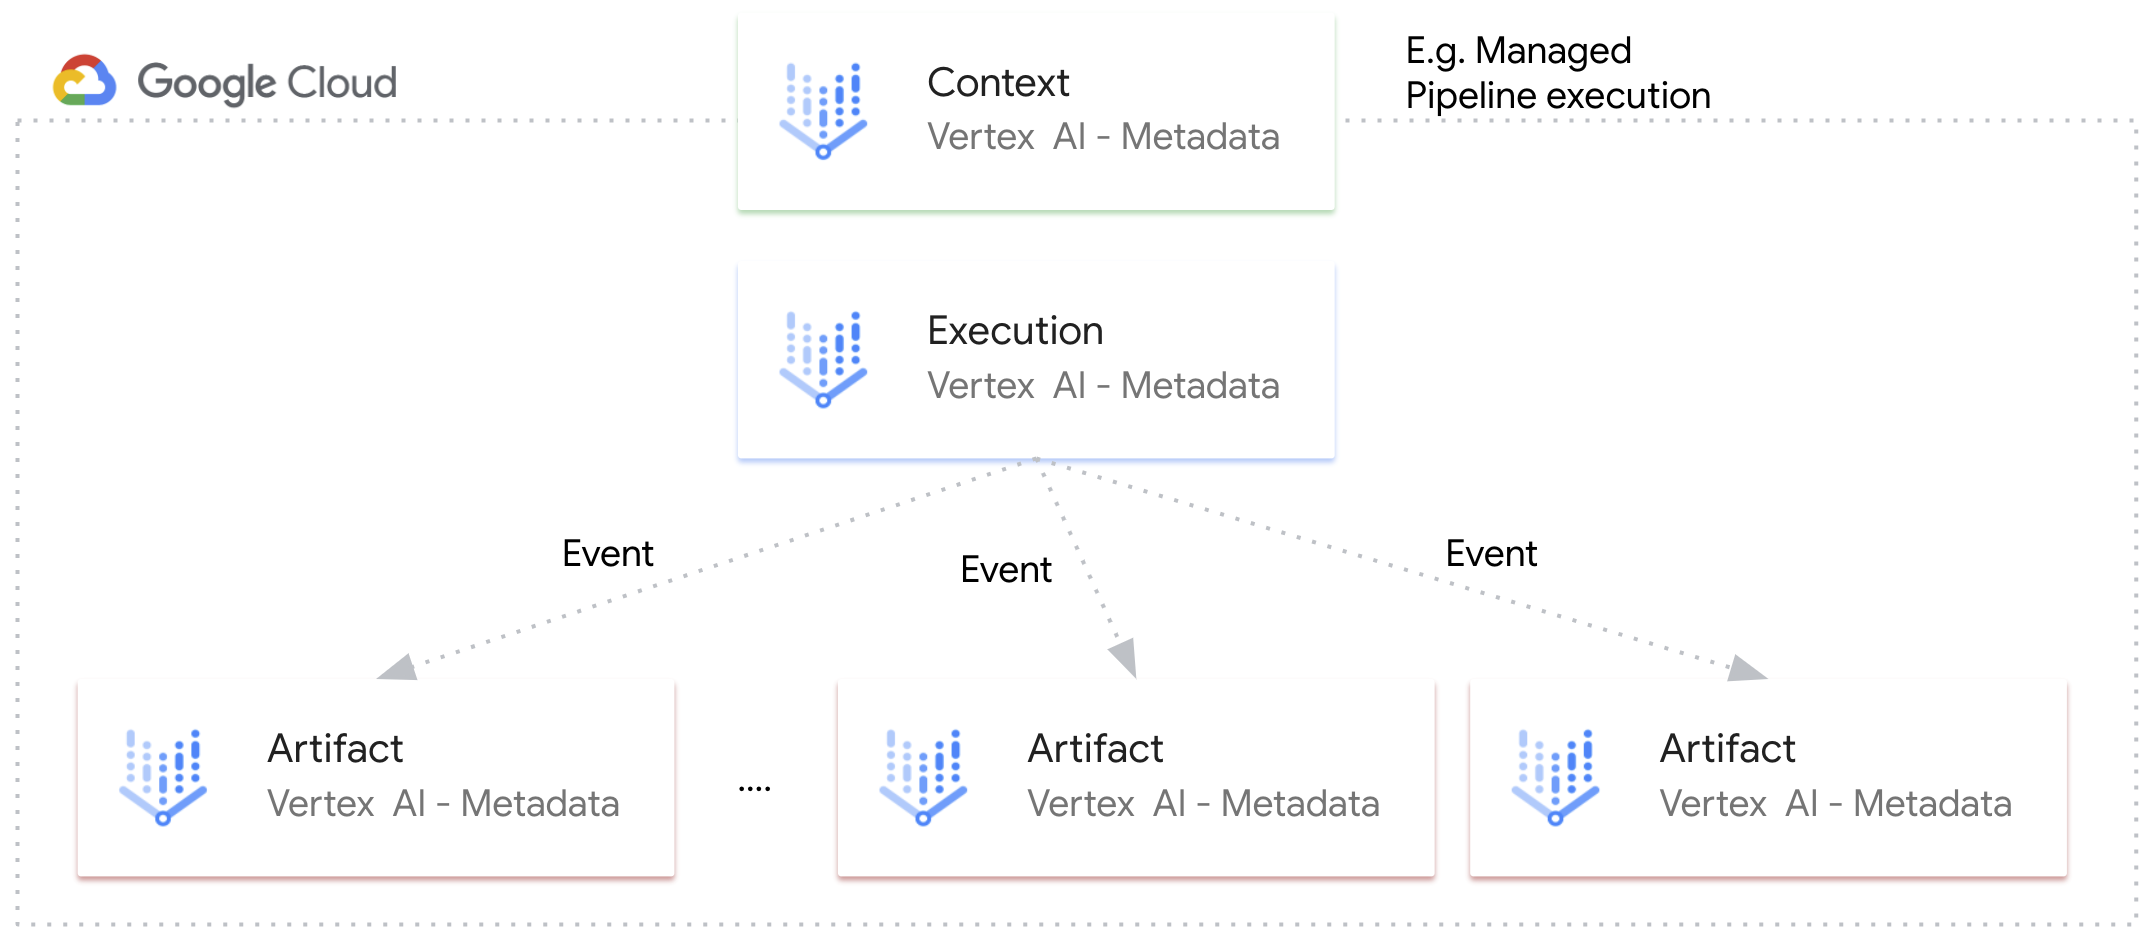 Google Cloud
Context
Vertex AI - Metadata
E.g. Managed
Pipeline execution
Execution
Vertex AI - Metadata
Event
Event
Event
Artifact
Vertex AI - Metadata
....
Artifact
Vertex AI - Metadata
Artifact
Vertex AI - Metadata